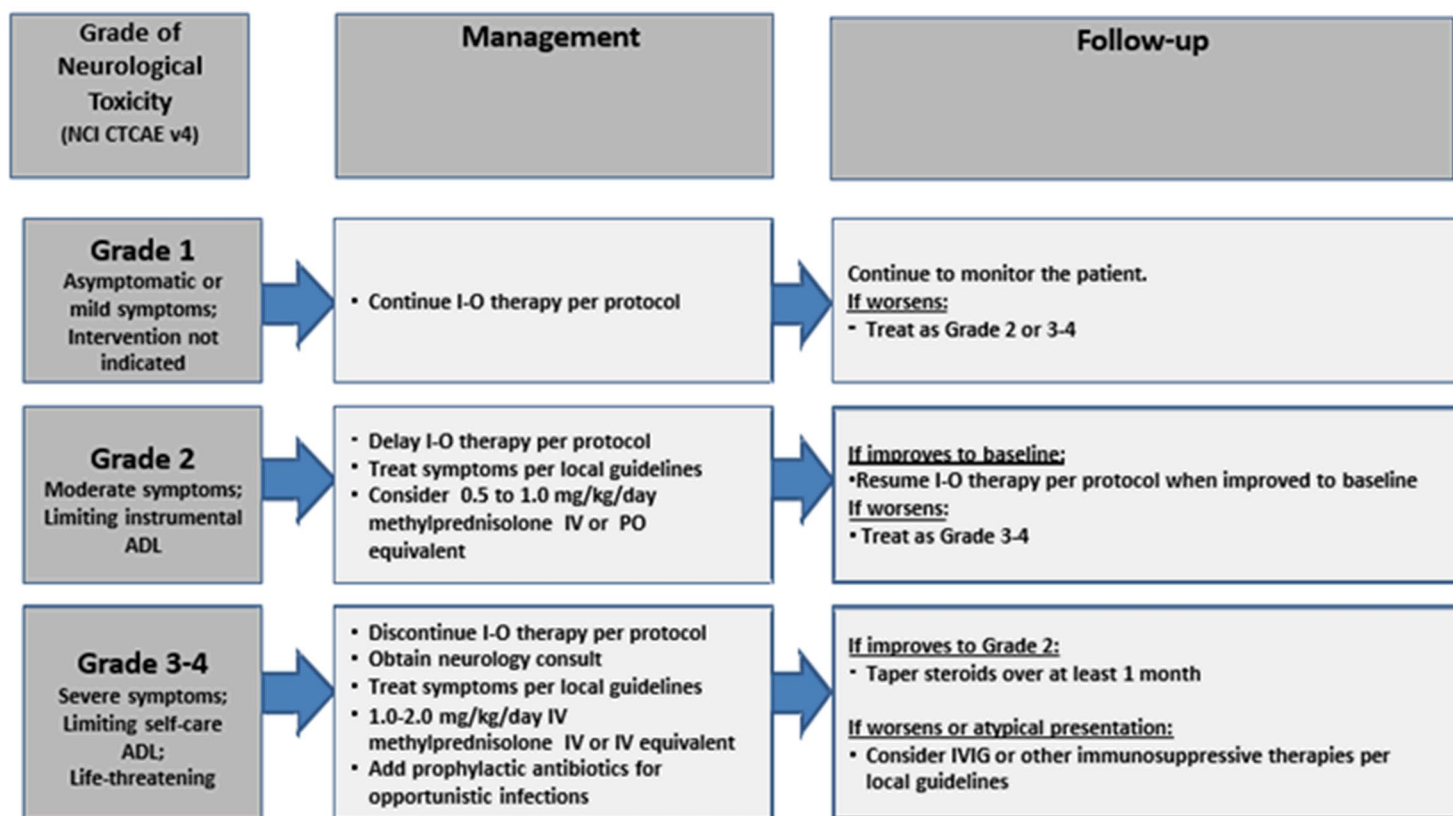 Grade of
Neurological
Toxicity
(NCI CTCAE v4)
Management
Follow-up
Grade 1
Asymptomatic or
mild symptoms;
Intervention not
indicated
• Continue I-O therapy per protocol
Continue to monitor the patient.
If worsens:
- Treat as Grade 2 or 3-4
Grade 2
Moderate symptoms;
Limiting instrumental
ADL
• Delay I-O therapy per protocol
• Treat symptoms per local guidelines
• Consider 0.5 to 1.0 mg/kg/day
methylprednisolone IV or PO
equivalent
If improves to baseline:
•Resume I-O therapy per protocol when improved to baseline
If worsens:
• Treat as Grade 3-4
Grade 3-4
Severe symptoms;
Limiting self-care
ADL;
Life-threatening
• Discontinue I-O therapy per protocol
• Obtain neurology consult
• Treat symptoms per local guidelines
• 1.0-2.0 mg/kg/day IV
methylprednisolone IV or IV equivalent
• Add prophylactic antibiotics for
opportunistic infections
If improves to Grade 2:
- Taper steroids over at least 1 month
If worsens or atypical presentation:
• Consider IVIG or other immunosuppressive therapies per
local guidelines